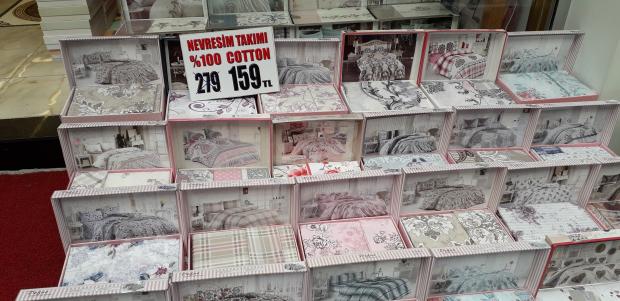 NEVRESİM TAKIMI
%100 COTTON
279 159 TL